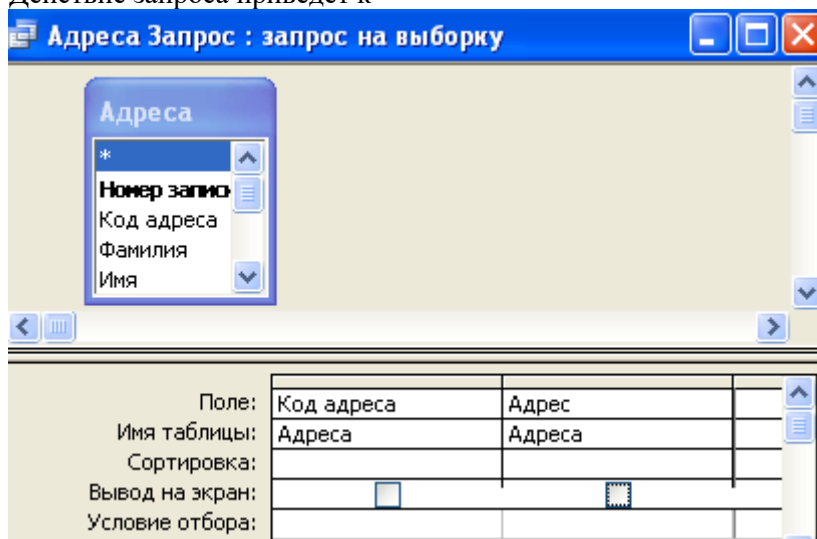 Действие запроса приведет к
Адреса Запрос : запрос на выборку
Адреса
*
Номер записи
Код адреса
Фамилия
Имя
Поле: Код адреса Адрес
Имя таблицы: Адреса Адреса
Сортировка:
Вывод на экран:
Условие отбора: